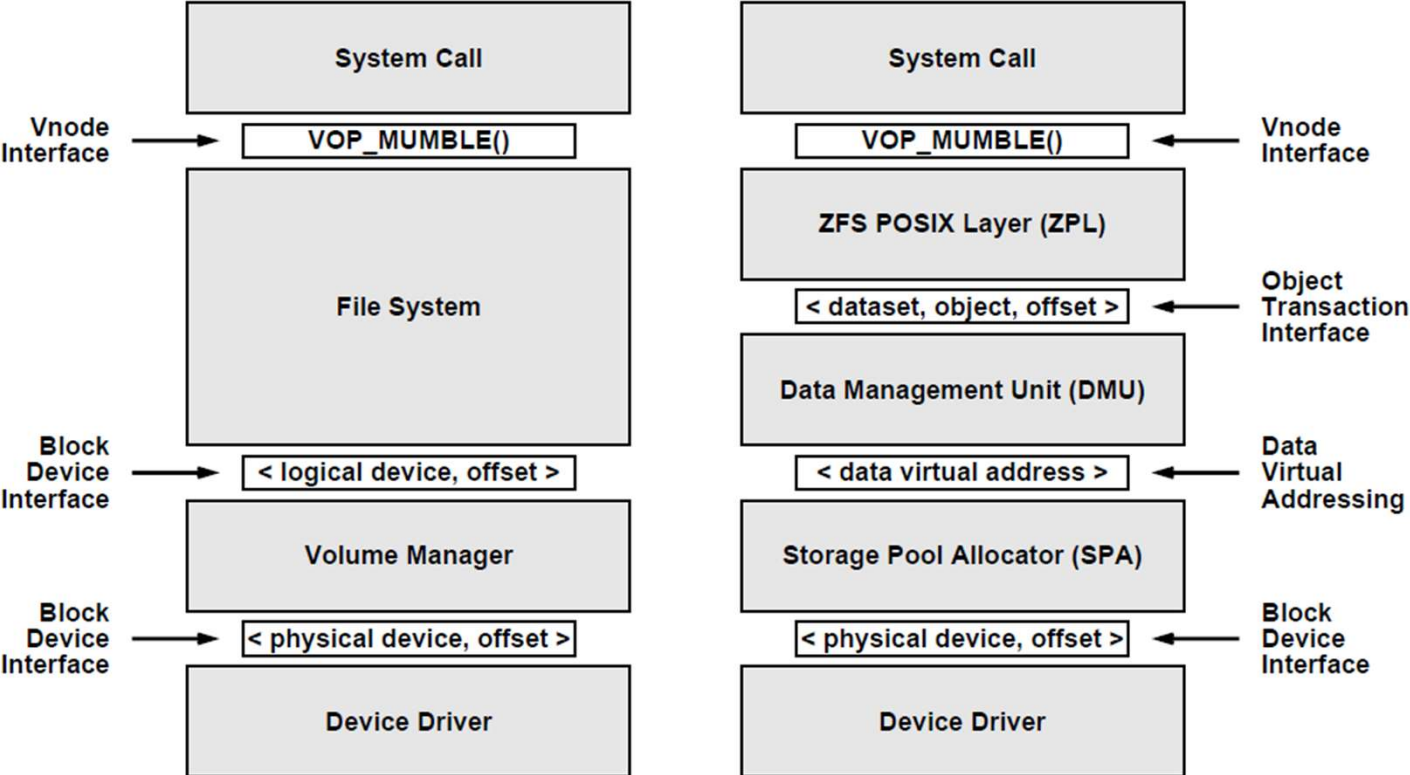 System Call
Vnode
Interface
VOP_MUMBLE()
File System
Block
Device
Interface
< logical device, offset >
Volume Manager
Block
Device
Interface
< physical device, offset >
Device Driver
System Call
VOP_MUMBLE()
Vnode
Interface
ZFS POSIX Layer (ZPL)
< dataset, object, offset >
Object
Transaction
Interface
Data Management Unit (DMU)
< data virtual address >
Data
Virtual
Addressing
Storage Pool Allocator (SPA)
< physical device, offset >
Block
Device
Interface
Device Driver